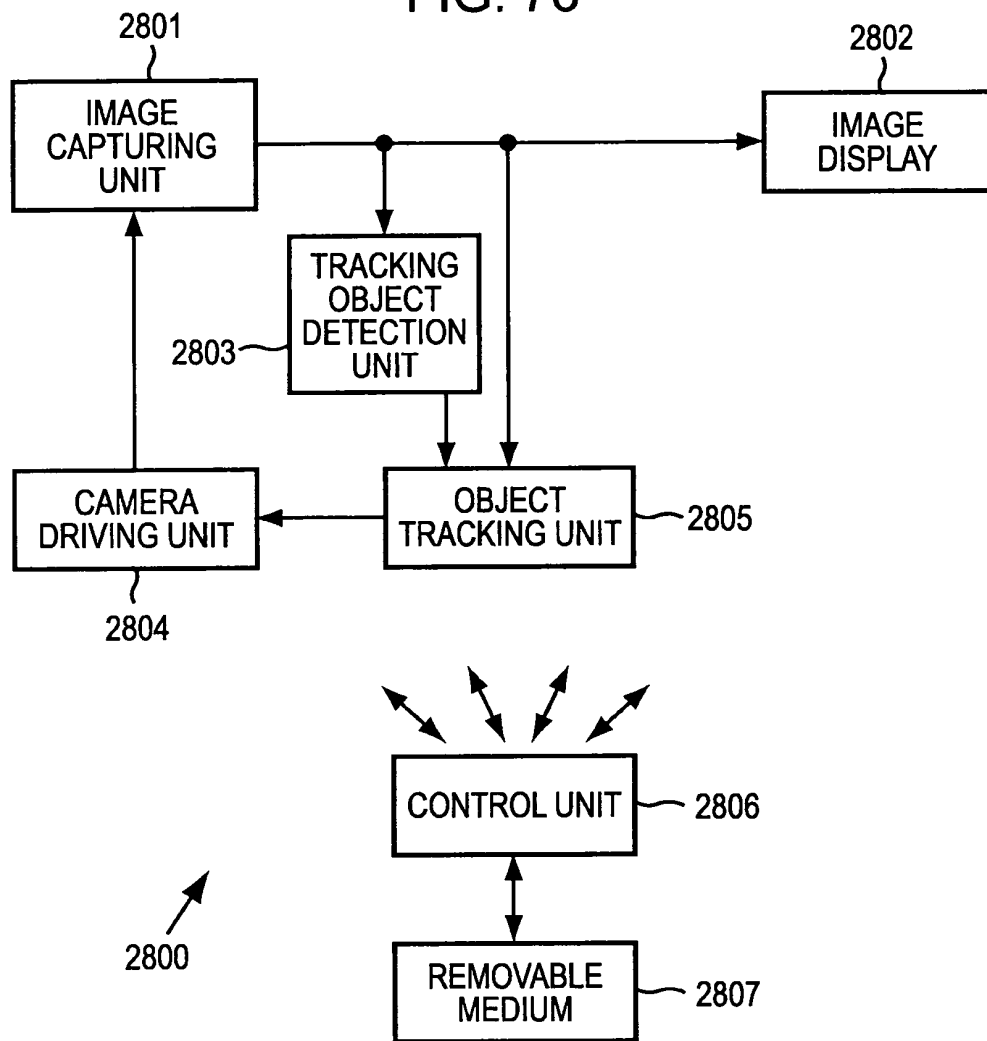 FIG.
2801
IMAGE
CAPTURING
UNIT
2802
IMAGE
DISPLAY
TRACKING
OBJECT
DETECTION
UNIT
2803
CAMERA
DRIVING UNIT
2804
OBJECT
TRACKING UNIT
2805
CONTROL UNIT
2806
2800
REMOVABLE
MEDIUM
2807